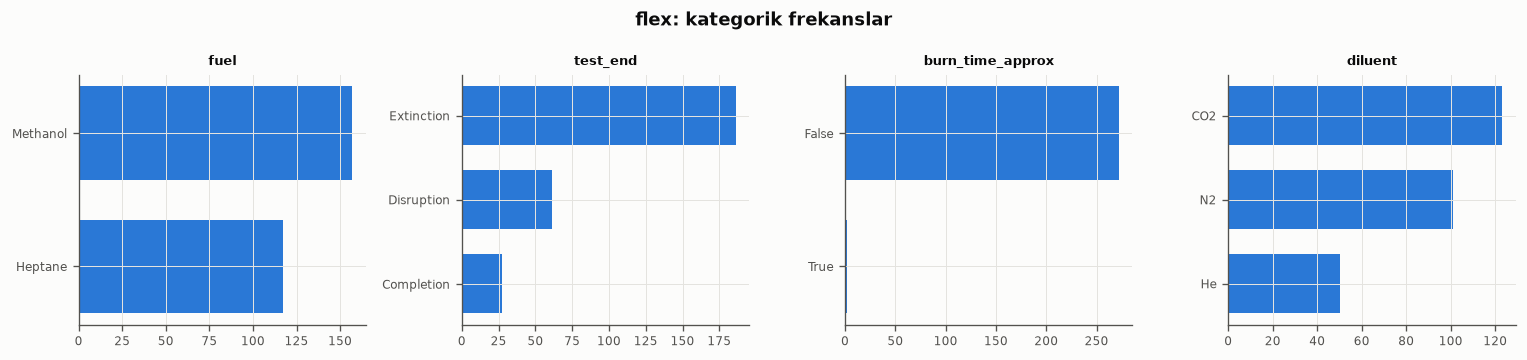 flex: kategorik frekanslar
fuel
Methanol
Heptane
0 25 50 75 100 125 150
test_end
Extinction
Disruption
Completion
0 25 50 75 100 125 150 175
burn_time_approx
False
True
0 50 100 150 200 250
diluent
CO2
N2
He
0 20 40 60 80 100 120